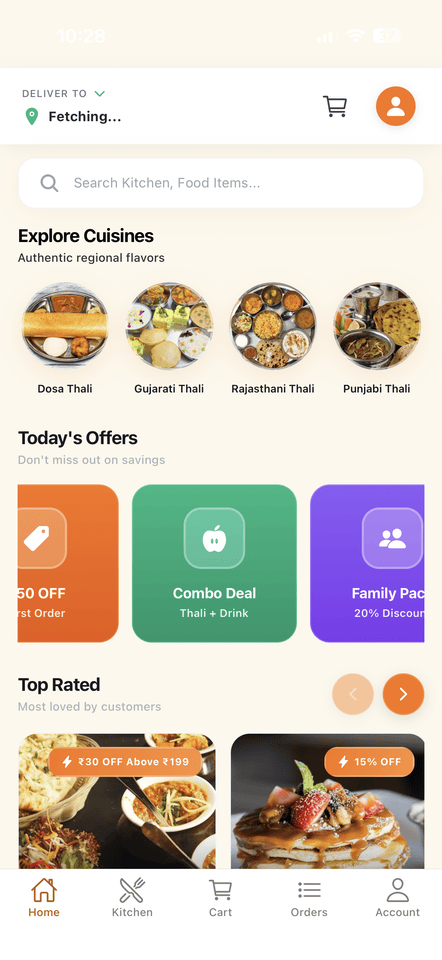 10:28
DELIVER TO
Fetching...
Search Kitchen, Food Items...
Explore Cuisines
Authentic regional flavors
Dosa Thali
Gujarati Thali
Rajasthani Thali
Punjabi Thali
Today's Offers
Don't miss out on savings
50 OFF
rst Order
Combo Deal
Thali + Drink
Family Pac
20% Discoun
Top Rated
Most loved by customers
₹30 OFF Above ₹199
15% OFF
Home
Kitchen
Cart
Orders
Account